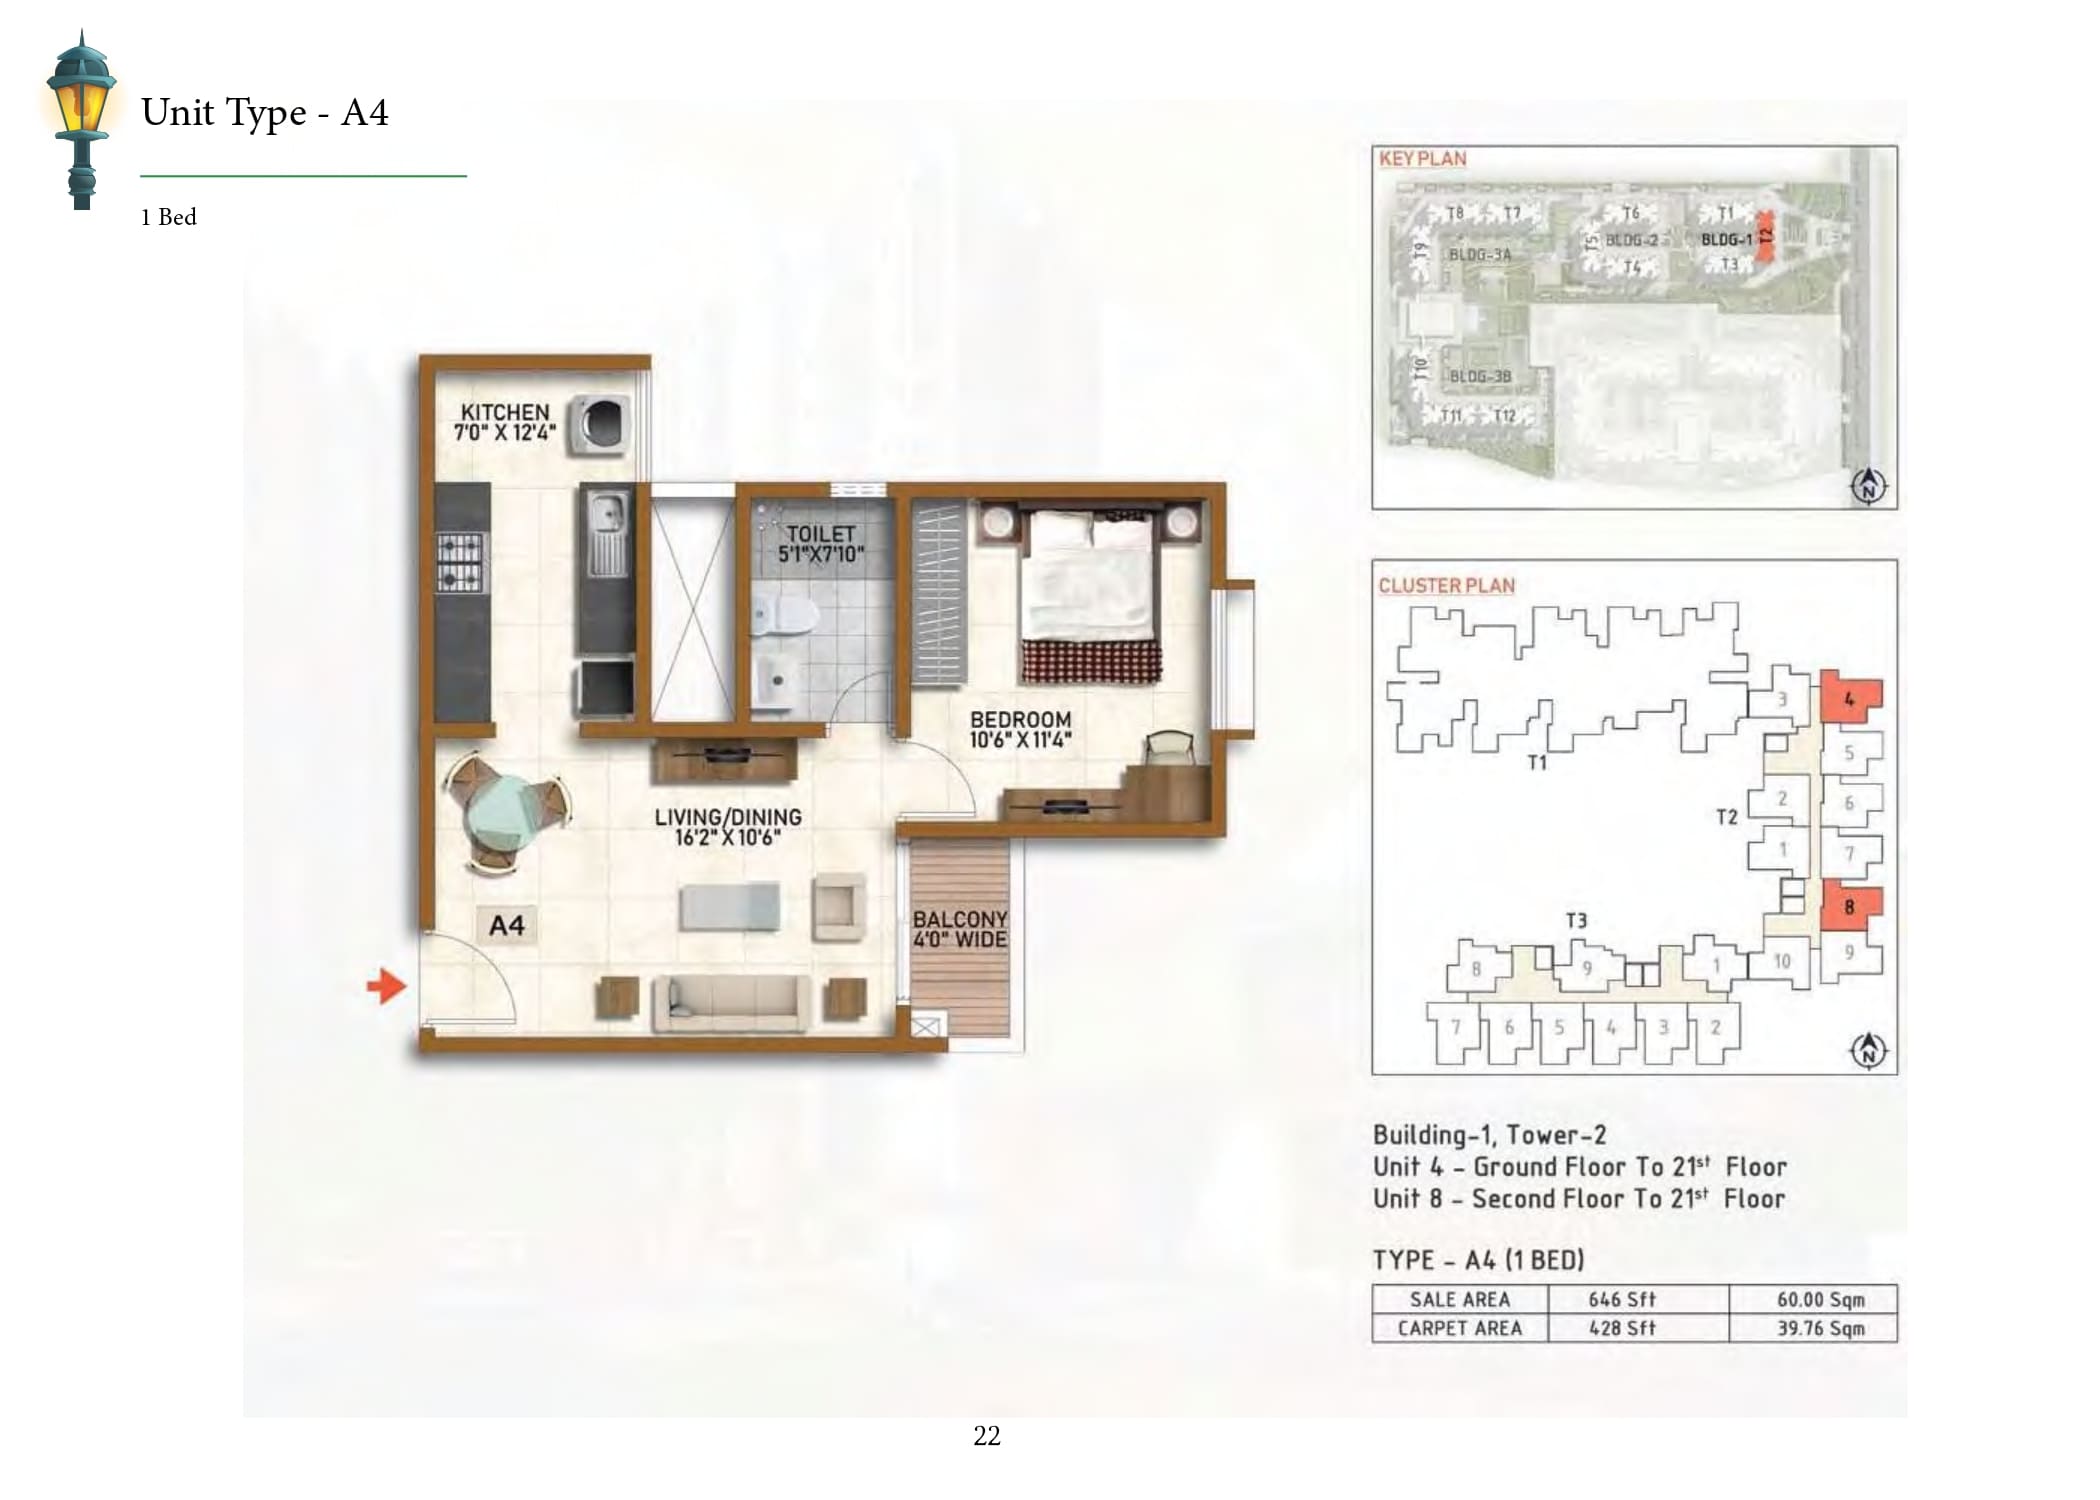 Unit Type - A4
1 Bed
KITCHEN
7'0" X 12'4"
TOILET
5'1"X7'10"
BEDROOM
10'6" X 11'4"
LIVING/DINING
16'2" X 10'6"
A4
BALCONY
4'0" WIDE
KEY PLAN
T8 T7 T6 T1
T9 BLDG-3A T5 BLDG-2 BLDG-1 T2
T4 T3
T10 BLDG-3B
T11 T12
N
CLUSTER PLAN
3 4
5
T1
2 6
T2
1 7
8
T3
8 9 1 10 9
7 6 5 4 3 2
N
Building-1, Tower-2
Unit 4 - Ground Floor To 21st Floor
Unit 8 - Second Floor To 21st Floor
TYPE - A4 (1 BED)
SALE AREA 646 Sft 60.00 Sqm
CARPET AREA 428 Sft 39.76 Sqm
22